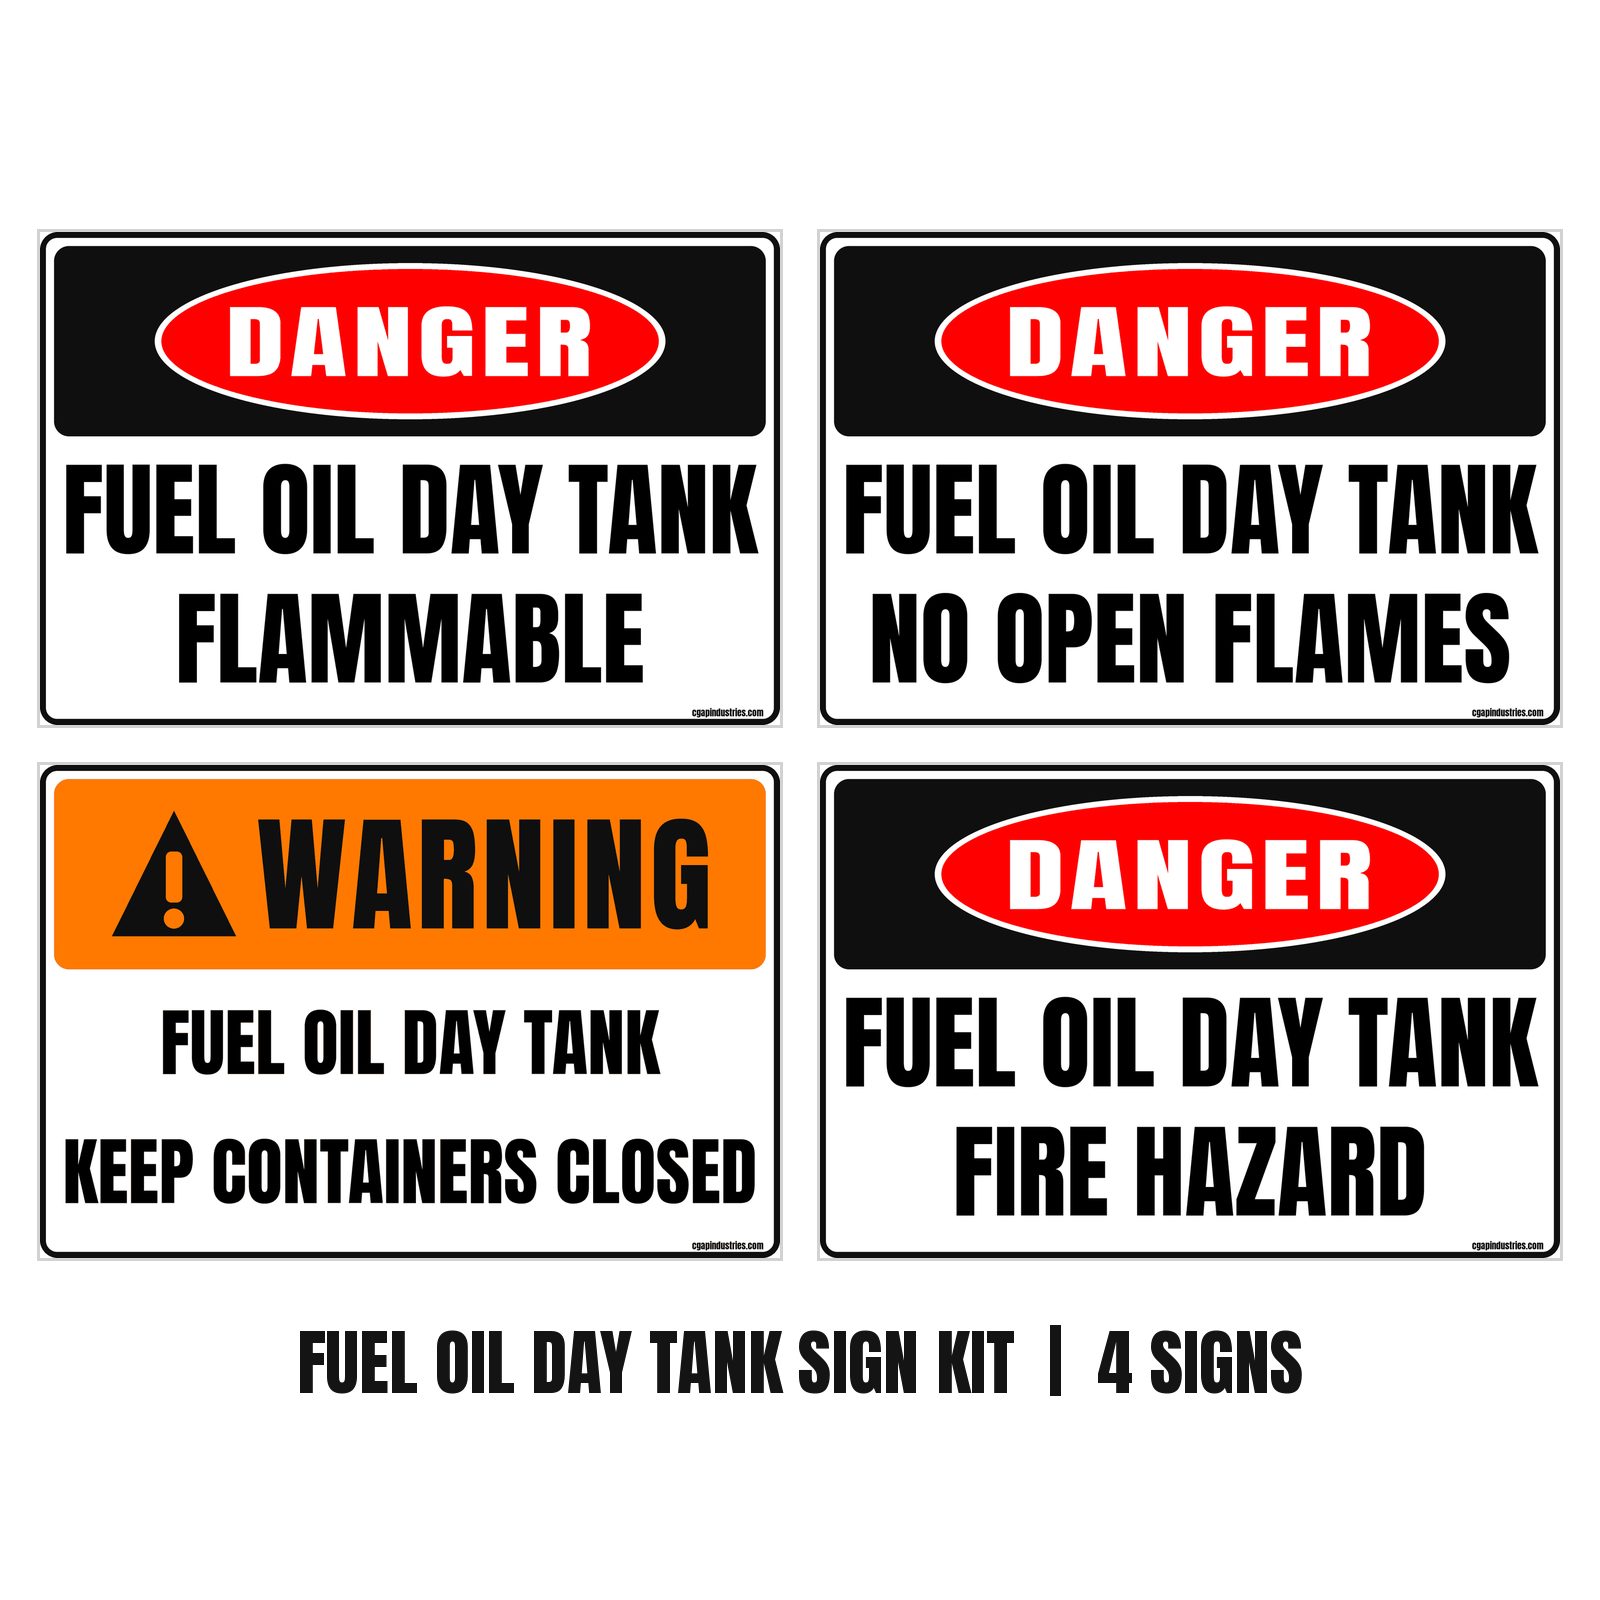 DANGER
FUEL OIL DAY TANK
FLAMMABLE
cgapindustries.com
DANGER
FUEL OIL DAY TANK
NO OPEN FLAMES
cgapindustries.com
WARNING
FUEL OIL DAY TANK
KEEP CONTAINERS CLOSED
cgapindustries.com
DANGER
FUEL OIL DAY TANK
FIRE HAZARD
cgapindustries.com
FUEL OIL DAY TANK SIGN KIT | 4 SIGNS